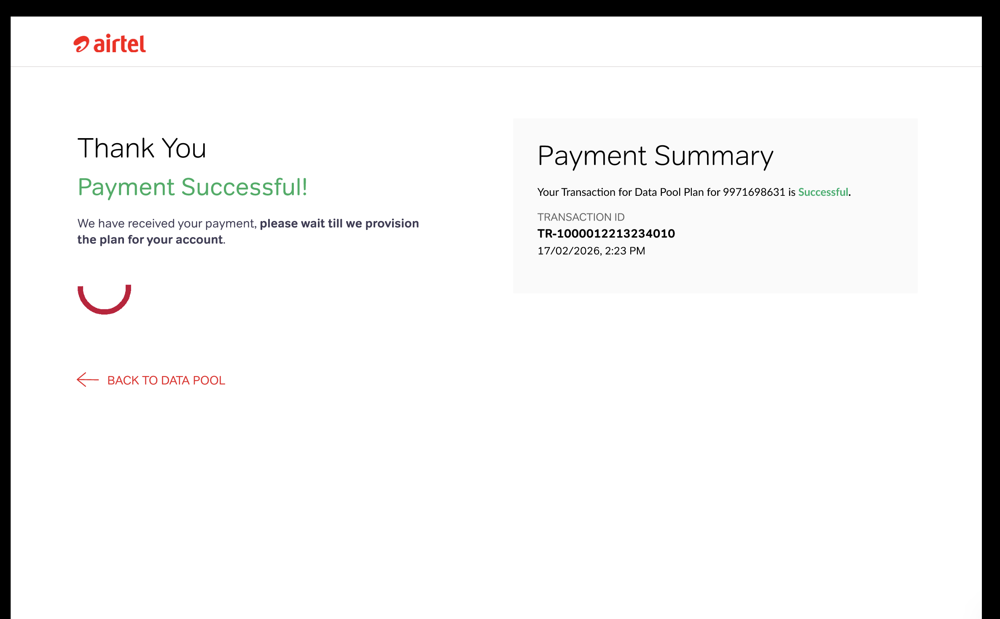 airtel
Thank You
Payment Successful!
We have received your payment, please wait till we provision
the plan for your account.
BACK TO DATA POOL
Payment Summary
Your Transaction for Data Pool Plan for 9971698631 is Successful.
TRANSACTION ID
TR-1000012213234010
17/02/2026, 2:23 PM